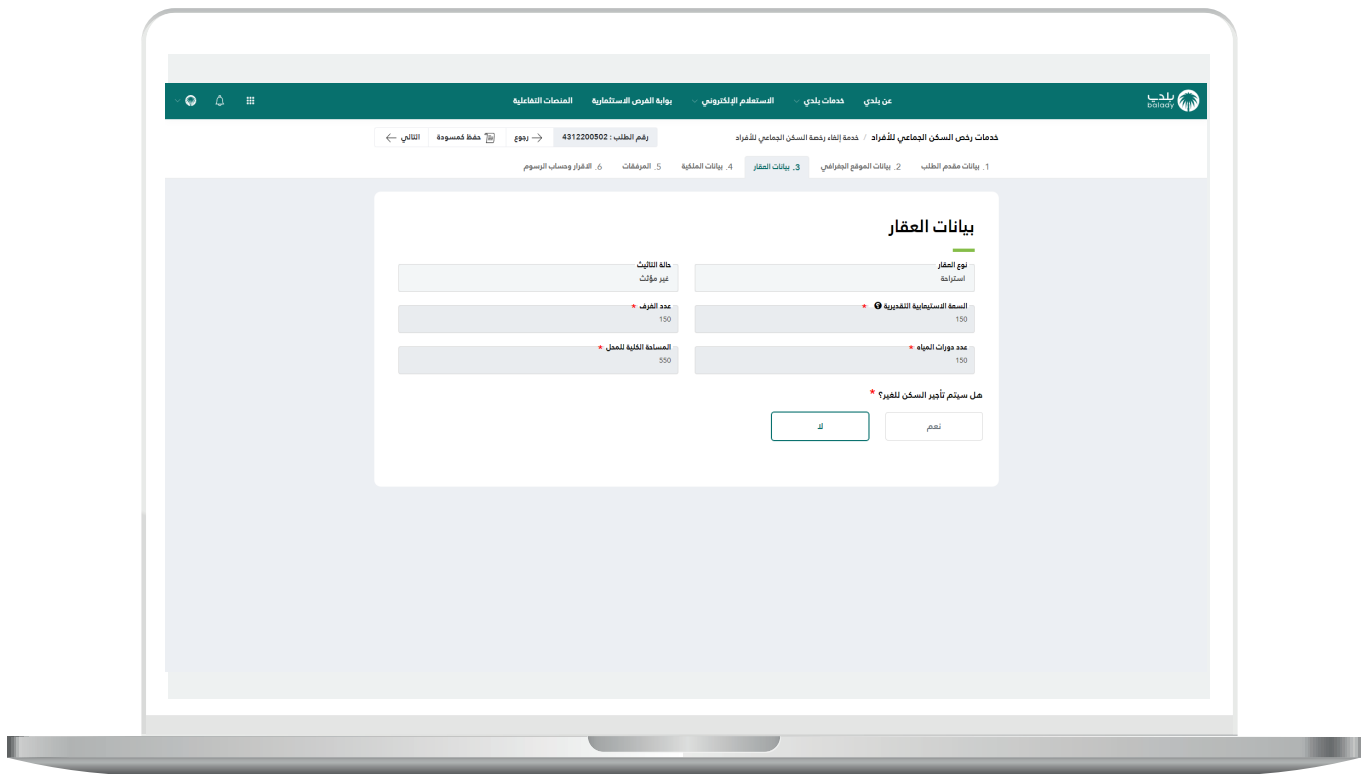 بلدي
balady
عن بلدي
خدمات بلدي
الاستعلام الإلكتروني
بوابة الفرص الاستثمارية
المنصات التفاعلية
خدمات رخص السكن الجماعي للأفراد / خدمة إلغاء رخصة السكن الجماعي للأفراد
رقم الطلب : 4312200502
رجوع
حفظ كمسودة
التالي
1. بيانات مقدم الطلب
2. بيانات الموقع الجغرافي
3. بيانات العقار
4. بيانات الملكية
5. المرفقات
6. الاقرار وحساب الرسوم
بيانات العقار
نوع العقار
استراحة
حالة التاثيث
غير مؤثث
السعة الاستيعابية التقديرية *
150
عدد الغرف *
150
عدد دورات المياه *
150
المساحة الكلية للمحل *
550
هل سيتم تأجير السكن للغير؟ *
نعم
لا